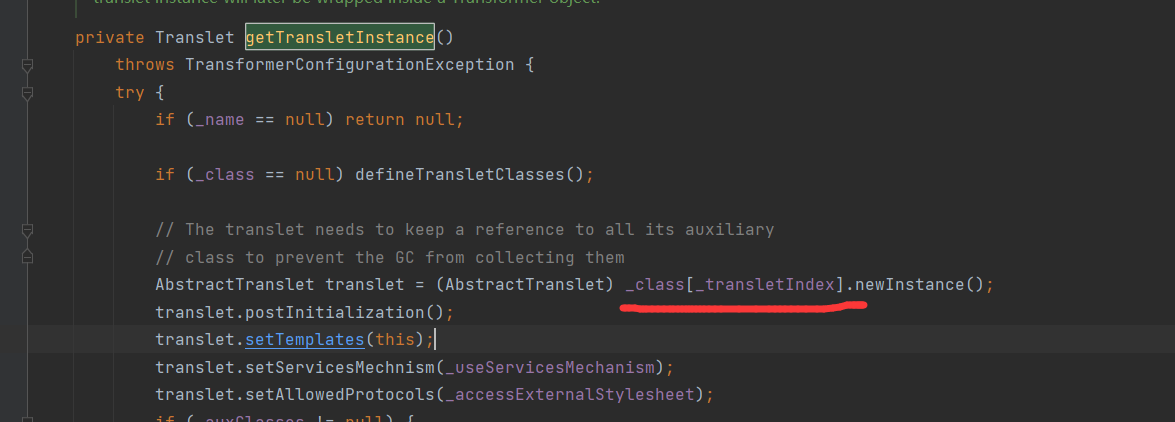 translet instance will later be wrapped inside a Transformer object.
private Translet getTransletInstance()
throws TransformerConfigurationException {
try {
if (_name == null) return null;
if (_class == null) defineTransletClasses();
// The translet needs to keep a reference to all its auxiliary
// class to prevent the GC from collecting them
AbstractTranslet translet = (AbstractTranslet) _class[_transletIndex].newInstance();
translet.postInitialization();
translet.setTemplates(this);
translet.setServicesMechnism(_useServicesMechanism);
translet.setAllowedProtocols(_accessExternalStylesheet);
if (_auxClasses != null) {